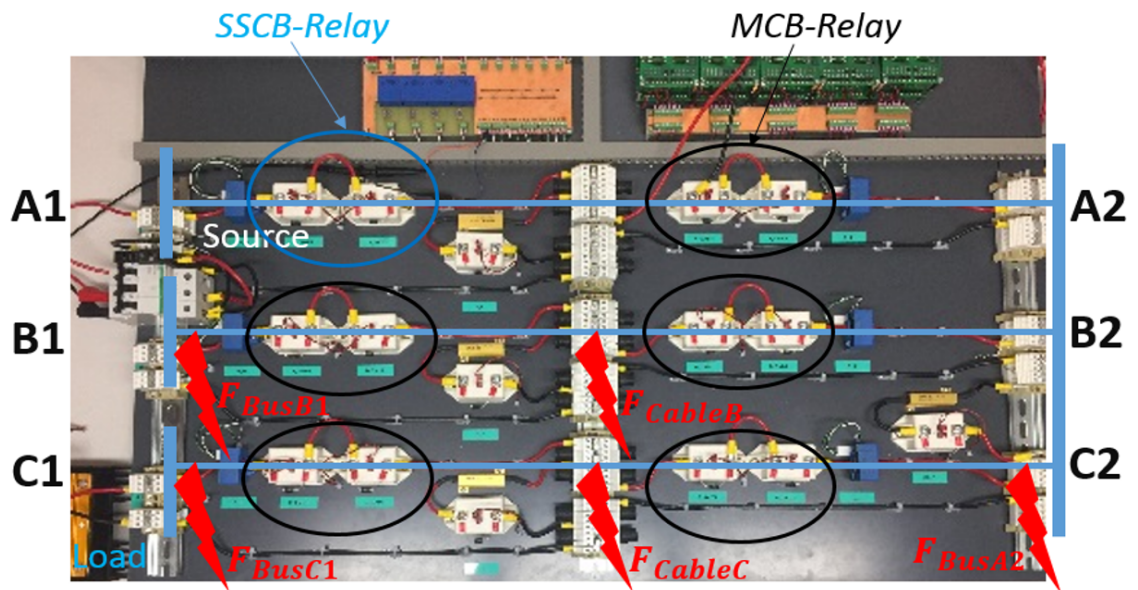 SSCB-Relay
MCB-Relay
A1
A2
Source
B1
B2
F_BusB1
F_CableB
C1
C2
Load
F_BusC1
F_CableC
F_BusA2